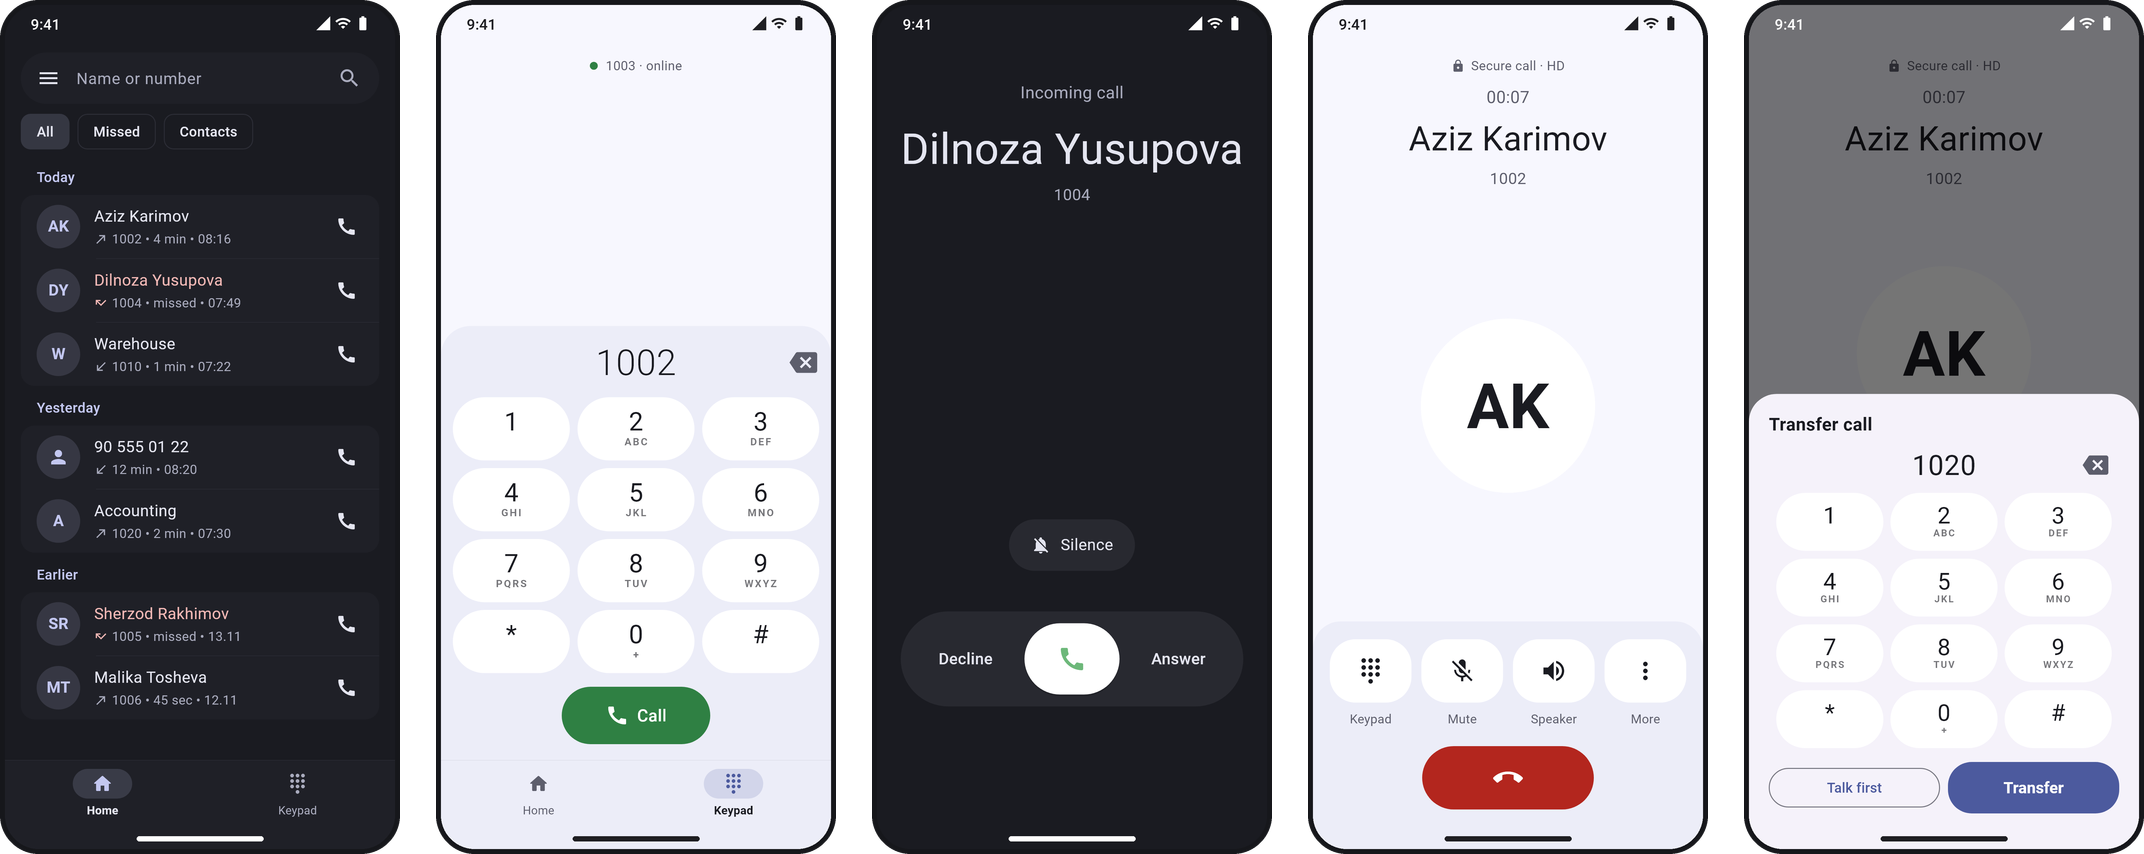 9:41
Name or number
All Missed Contacts
Today
AK Aziz Karimov
1002 • 4 min • 08:16
DY Dilnoza Yusupova
1004 • missed • 07:49
W Warehouse
1010 • 1 min • 07:22
Yesterday
90 555 01 22
12 min • 08:20
A Accounting
1020 • 2 min • 07:30
Earlier
SR Sherzod Rakhimov
1005 • missed • 13.11
MT Malika Tosheva
1006 • 45 sec • 12.11
Home Keypad
9:41
1003 · online
1002
1 2 3
ABC DEF
4 5 6
GHI JKL MNO
7 8 9
PQRS TUV WXYZ
* 0 #
+
Call
Home Keypad
9:41
Incoming call
Dilnoza Yusupova
1004
Silence
Decline Answer
9:41
Secure call · HD
00:07
Aziz Karimov
1002
AK
Keypad Mute Speaker More
9:41
Secure call · HD
00:07
Aziz Karimov
1002
AK
Transfer call
1020
1 2 3
ABC DEF
4 5 6
GHI JKL MNO
7 8 9
PQRS TUV WXYZ
* 0 #
+
Talk first Transfer